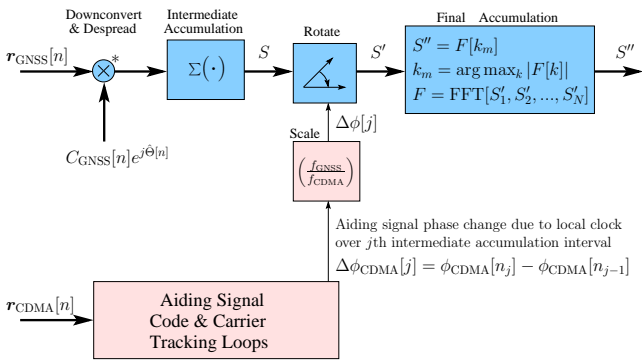 Downconvert
& Despread
Intermediate
Accumulation
Rotate
Final Accumulation
r_GNSS[n]
*
×
Σ(·)
S
S′
S″ = F[k_m]
k_m = arg max_k |F[k]|
F = FFT[S′_1, S′_2, ..., S′_N]
S″
C_GNSS[n]e^{jΘ̂[n]}
Δϕ[j]
Scale
(f_GNSS / f_CDMA)
Aiding signal phase change due to local clock
over jth intermediate accumulation interval
Δϕ_CDMA[j] = ϕ_CDMA[n_j] − ϕ_CDMA[n_{j−1}]
r_CDMA[n]
Aiding Signal
Code & Carrier
Tracking Loops